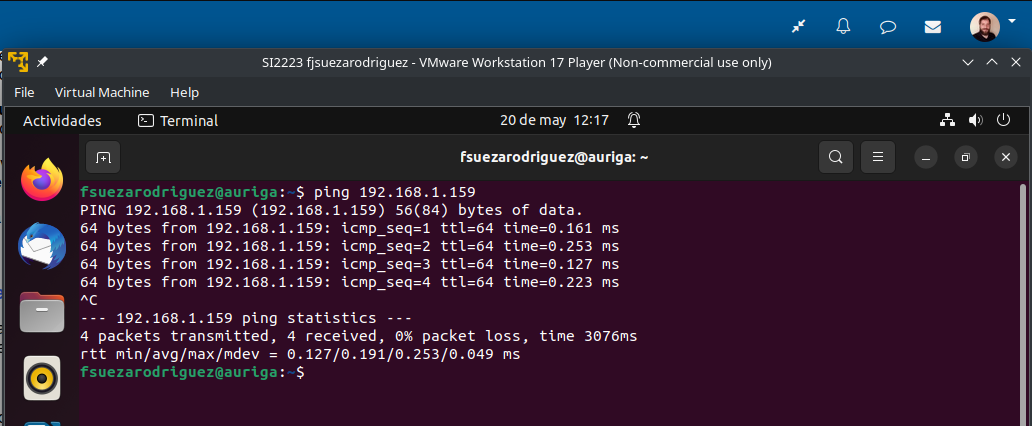 SI2223 fjsuezarodriguez - VMware Workstation 17 Player (Non-commercial use only)
File Virtual Machine Help
Actividades Terminal 20 de may 12:17
fsuezarodriguez@auriga: ~
fsuezarodriguez@auriga:~$ ping 192.168.1.159
PING 192.168.1.159 (192.168.1.159) 56(84) bytes of data.
64 bytes from 192.168.1.159: icmp_seq=1 ttl=64 time=0.161 ms
64 bytes from 192.168.1.159: icmp_seq=2 ttl=64 time=0.253 ms
64 bytes from 192.168.1.159: icmp_seq=3 ttl=64 time=0.127 ms
64 bytes from 192.168.1.159: icmp_seq=4 ttl=64 time=0.223 ms
^C
--- 192.168.1.159 ping statistics ---
4 packets transmitted, 4 received, 0% packet loss, time 3076ms
rtt min/avg/max/mdev = 0.127/0.191/0.253/0.049 ms
fsuezarodriguez@auriga:~$